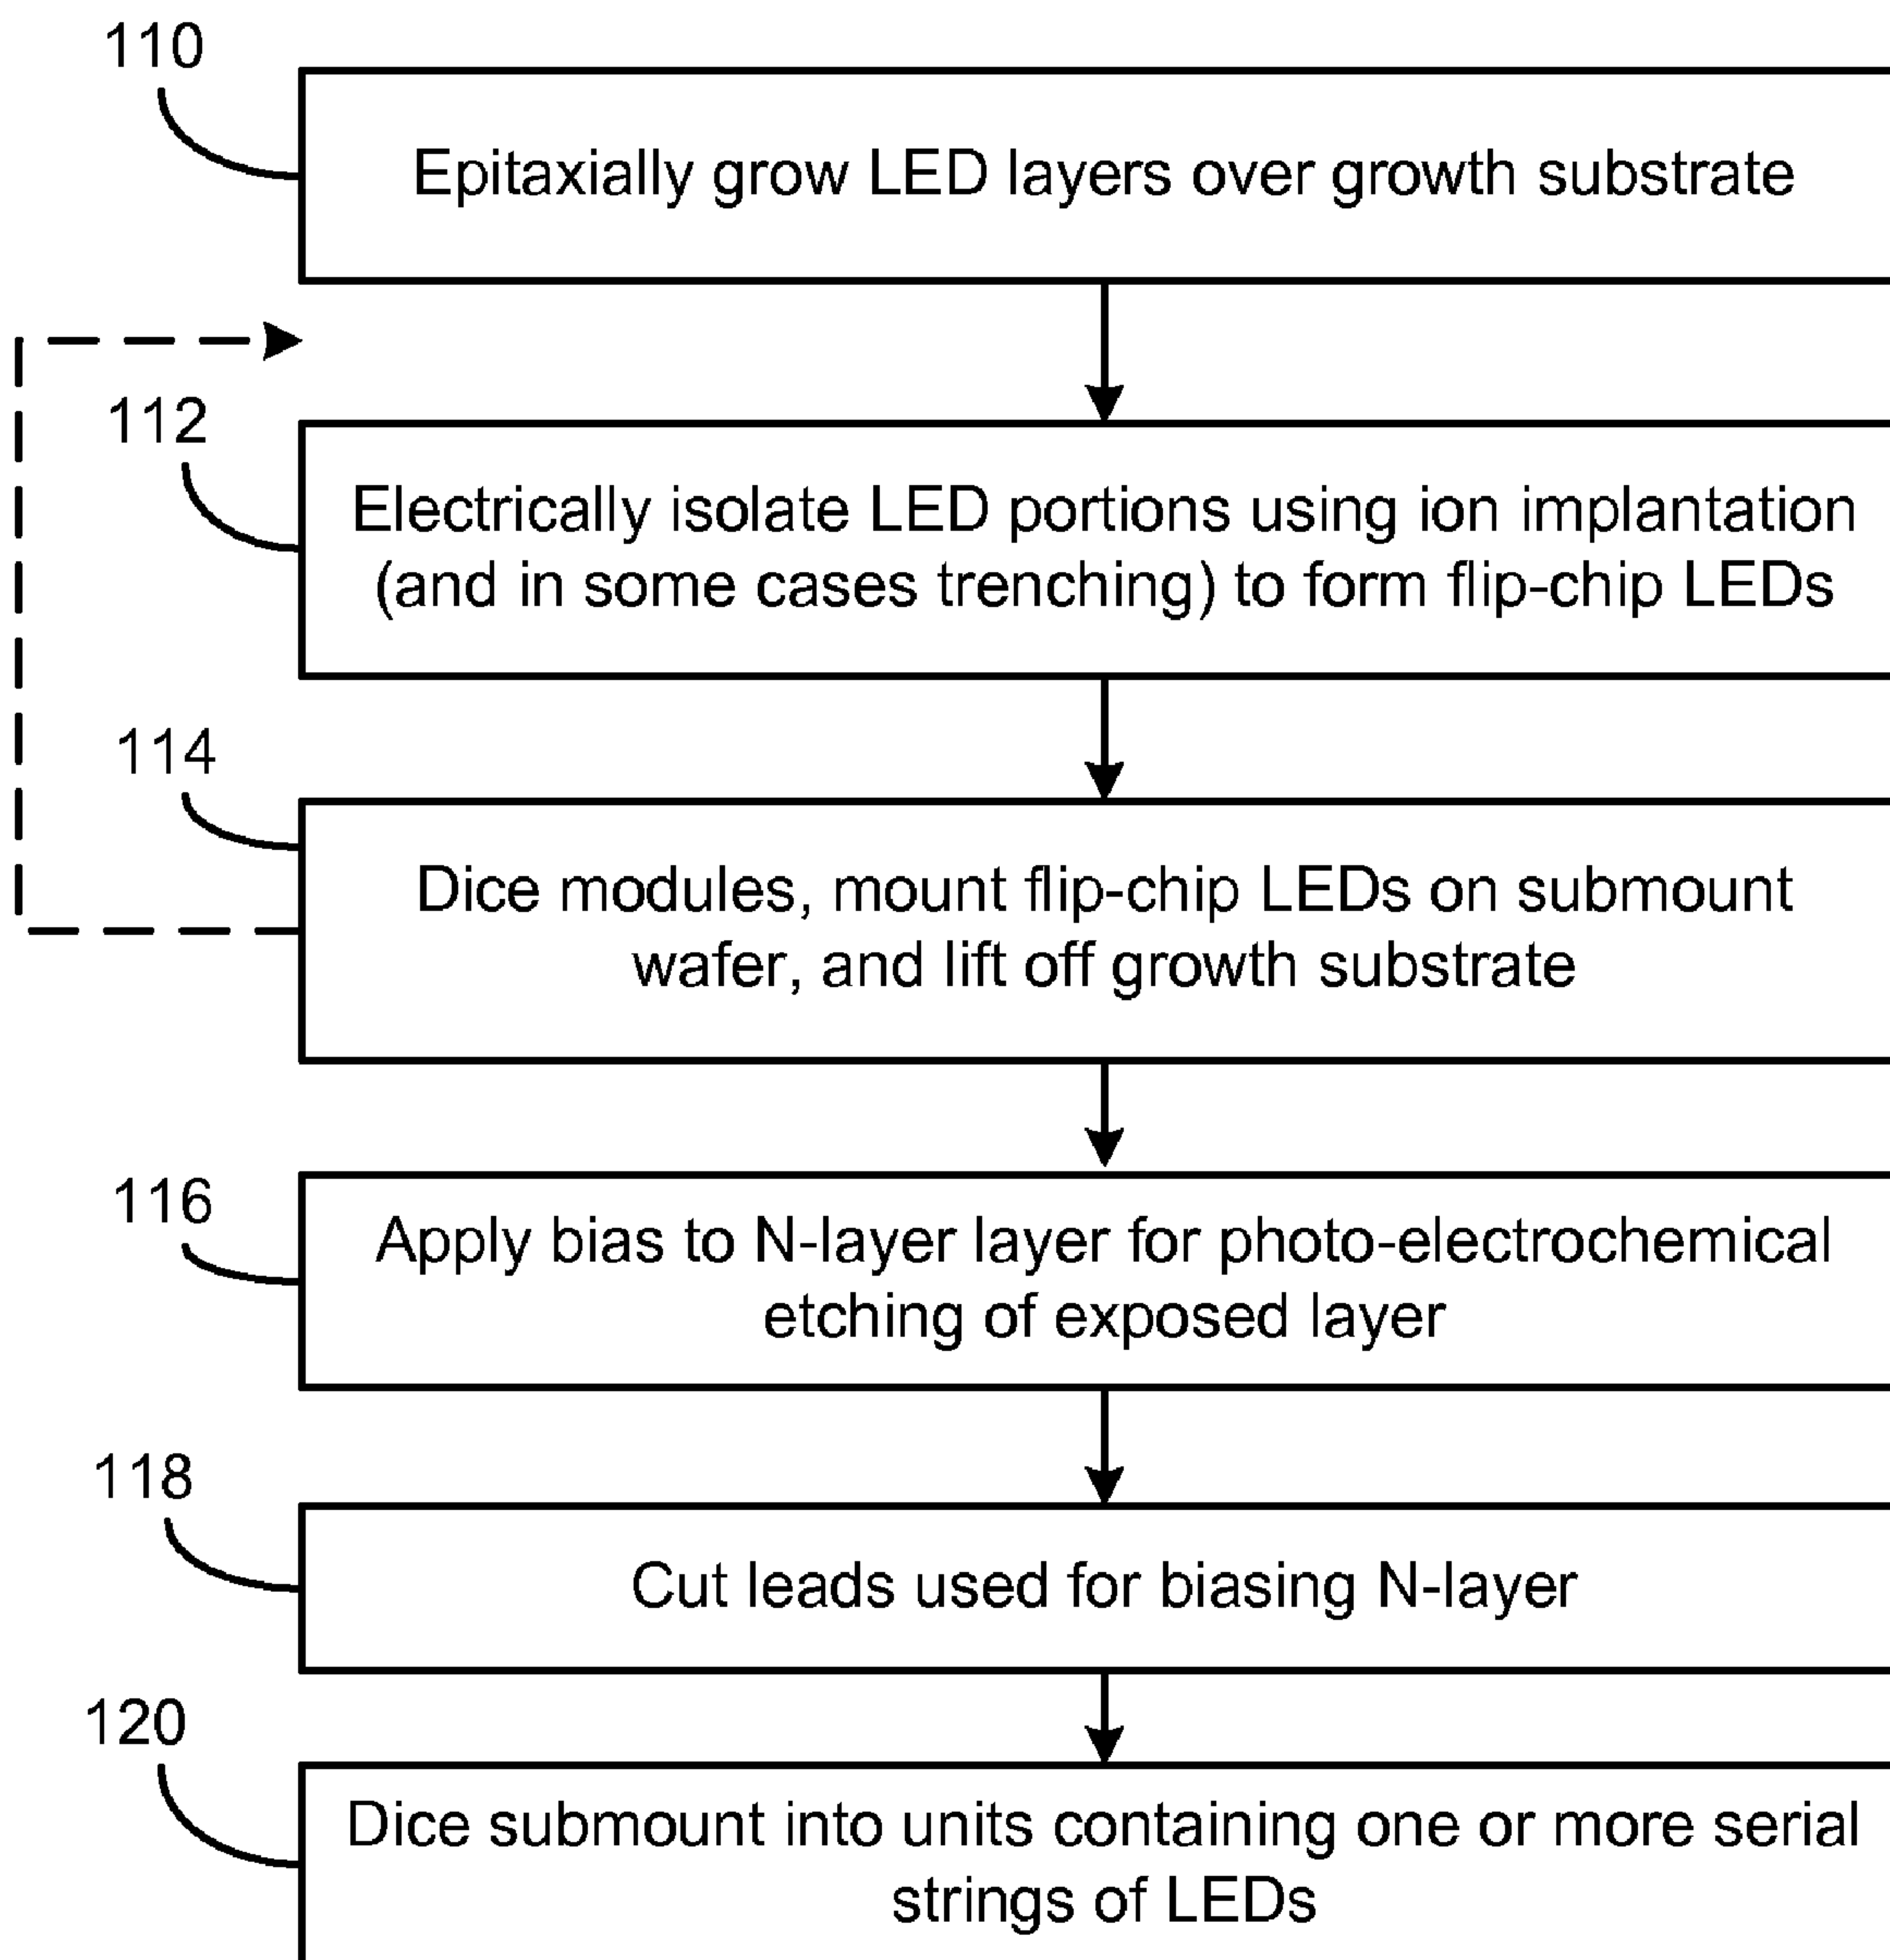 110
Epitaxially grow LED layers over growth substrate
112
Electrically isolate LED portions using ion implantation
(and in some cases trenching) to form flip-chip LEDs
114
Dice modules, mount flip-chip LEDs on submount
wafer, and lift off growth substrate
116
Apply bias to N-layer layer for photo-electrochemical
etching of exposed layer
118
Cut leads used for biasing N-layer
120
Dice submount into units containing one or more serial
strings of LEDs